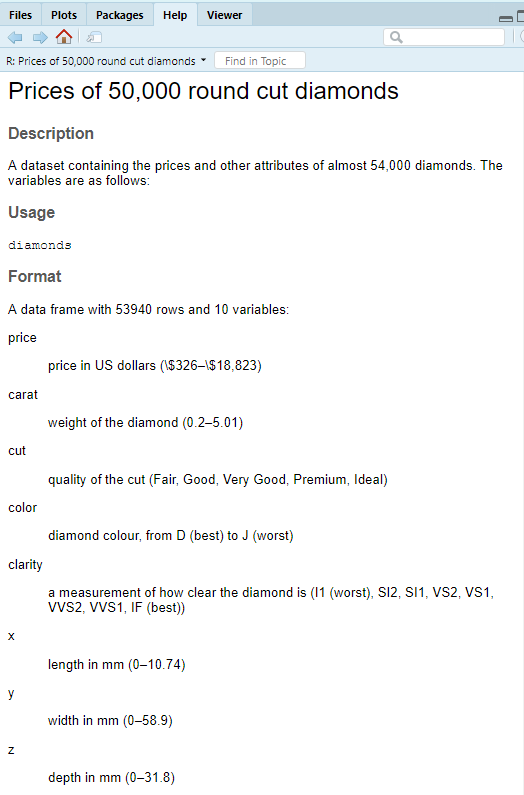 Files Plots Packages Help Viewer
R: Prices of 50,000 round cut diamonds Find in Topic
Prices of 50,000 round cut diamonds
Description
A dataset containing the prices and other attributes of almost 54,000 diamonds. The
variables are as follows:
Usage
diamonds
Format
A data frame with 53940 rows and 10 variables:
price
price in US dollars (\$326–\$18,823)
carat
weight of the diamond (0.2–5.01)
cut
quality of the cut (Fair, Good, Very Good, Premium, Ideal)
color
diamond colour, from D (best) to J (worst)
clarity
a measurement of how clear the diamond is (I1 (worst), SI2, SI1, VS2, VS1,
VVS2, VVS1, IF (best))
x
length in mm (0–10.74)
y
width in mm (0–58.9)
z
depth in mm (0–31.8)